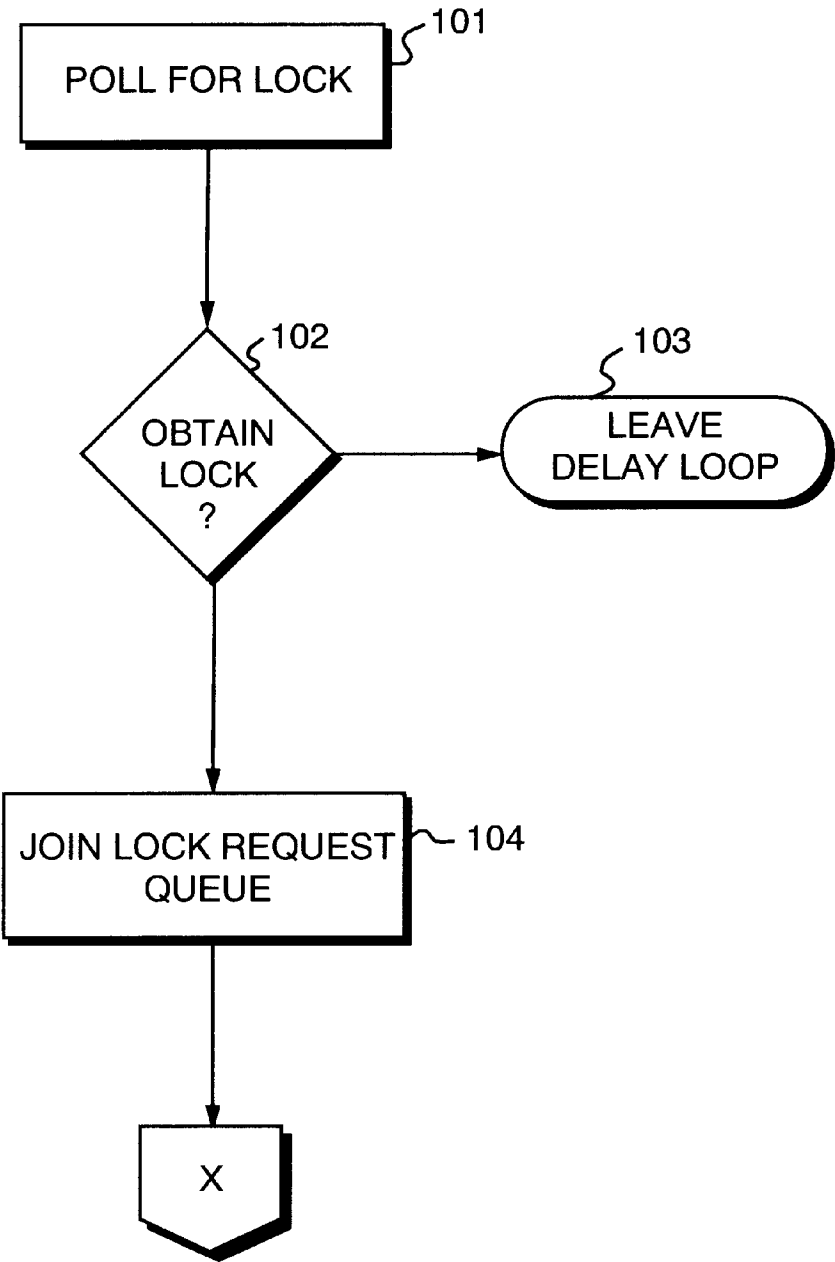 101
POLL FOR LOCK
102
OBTAIN
LOCK
?
103
LEAVE
DELAY LOOP
104
JOIN LOCK REQUEST
QUEUE
X